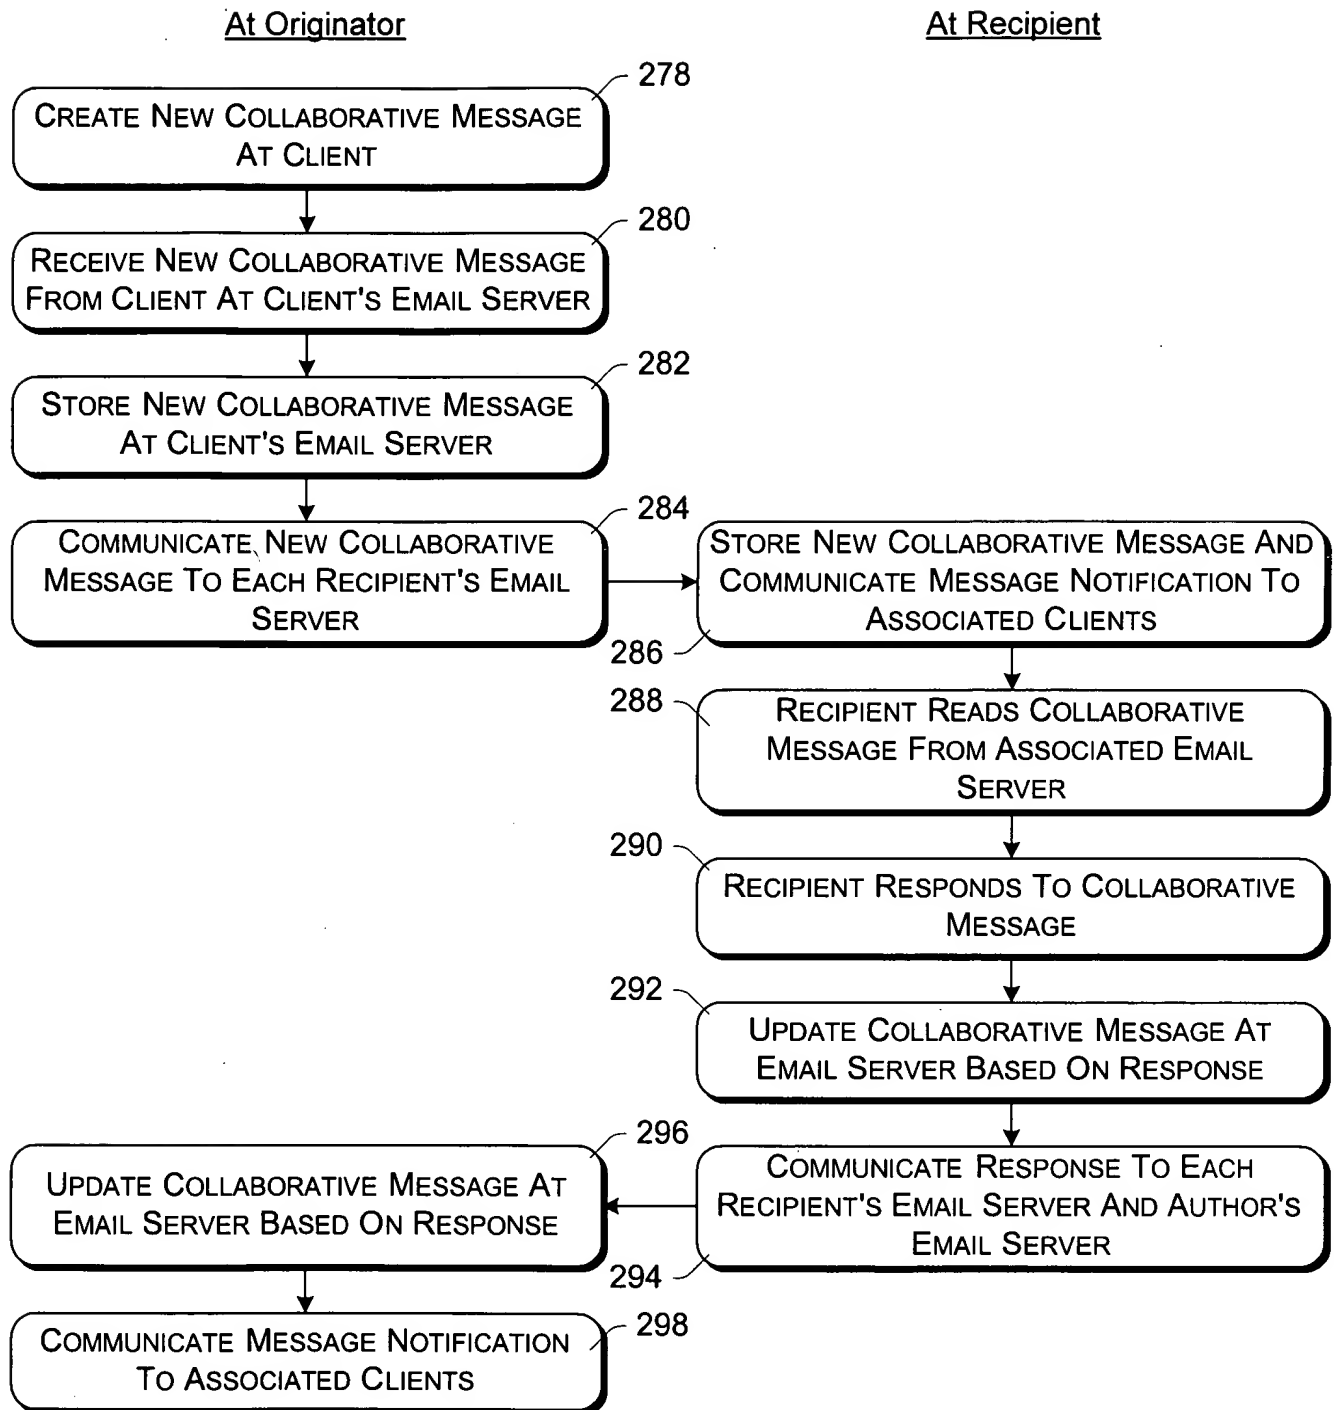 At Originator
At Recipient
278
CREATE NEW COLLABORATIVE MESSAGE
AT CLIENT
280
RECEIVE NEW COLLABORATIVE MESSAGE
FROM CLIENT AT CLIENT'S EMAIL SERVER
282
STORE NEW COLLABORATIVE MESSAGE
AT CLIENT'S EMAIL SERVER
284
COMMUNICATE NEW COLLABORATIVE
MESSAGE TO EACH RECIPIENT'S EMAIL
SERVER
STORE NEW COLLABORATIVE MESSAGE AND
COMMUNICATE MESSAGE NOTIFICATION TO
ASSOCIATED CLIENTS
286
288
RECIPIENT READS COLLABORATIVE
MESSAGE FROM ASSOCIATED EMAIL
SERVER
290
RECIPIENT RESPONDS TO COLLABORATIVE
MESSAGE
292
UPDATE COLLABORATIVE MESSAGE AT
EMAIL SERVER BASED ON RESPONSE
COMMUNICATE RESPONSE TO EACH
RECIPIENT'S EMAIL SERVER AND AUTHOR'S
EMAIL SERVER
294
296
UPDATE COLLABORATIVE MESSAGE AT
EMAIL SERVER BASED ON RESPONSE
298
COMMUNICATE MESSAGE NOTIFICATION
TO ASSOCIATED CLIENTS